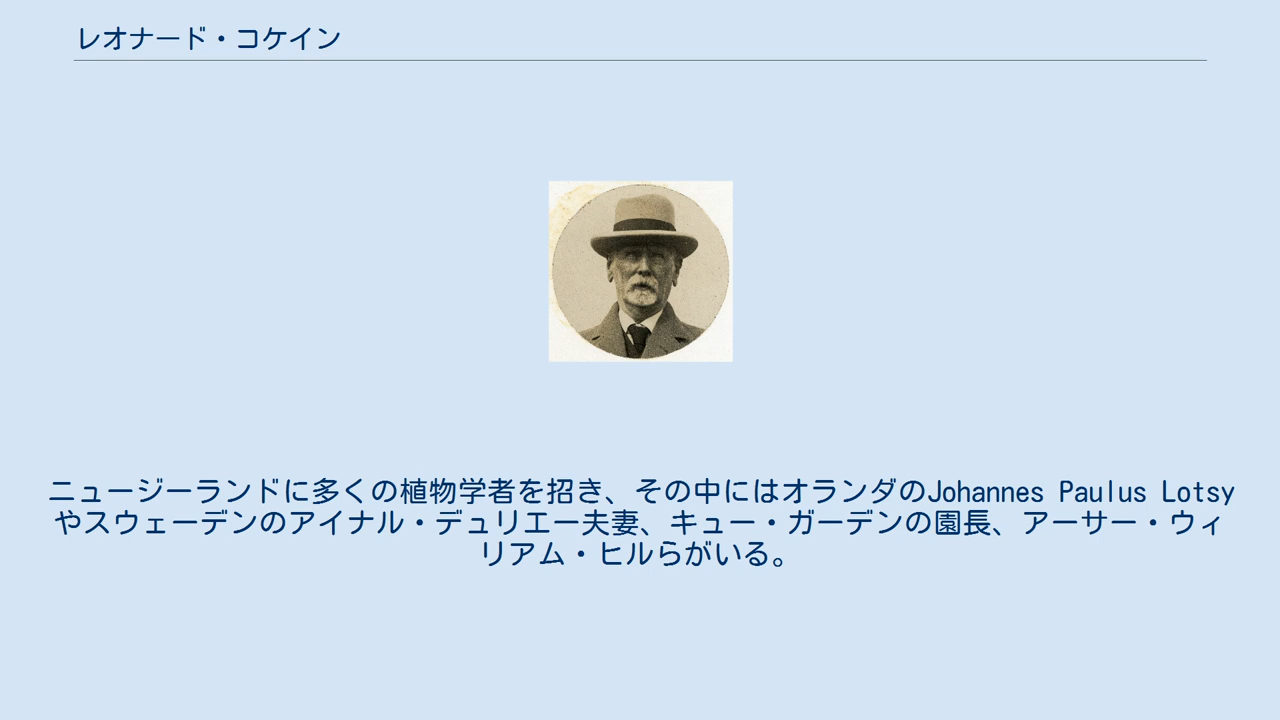 レオナード・コケイン
ニュージーランドに多くの植物学者を招き、その中にはオランダのJohannes Paulus Lotsy
やスウェーデンのアイナル・デュリエー夫妻、キュー・ガーデンの園長、アーサー・ウィ
リアム・ヒルらがいる。